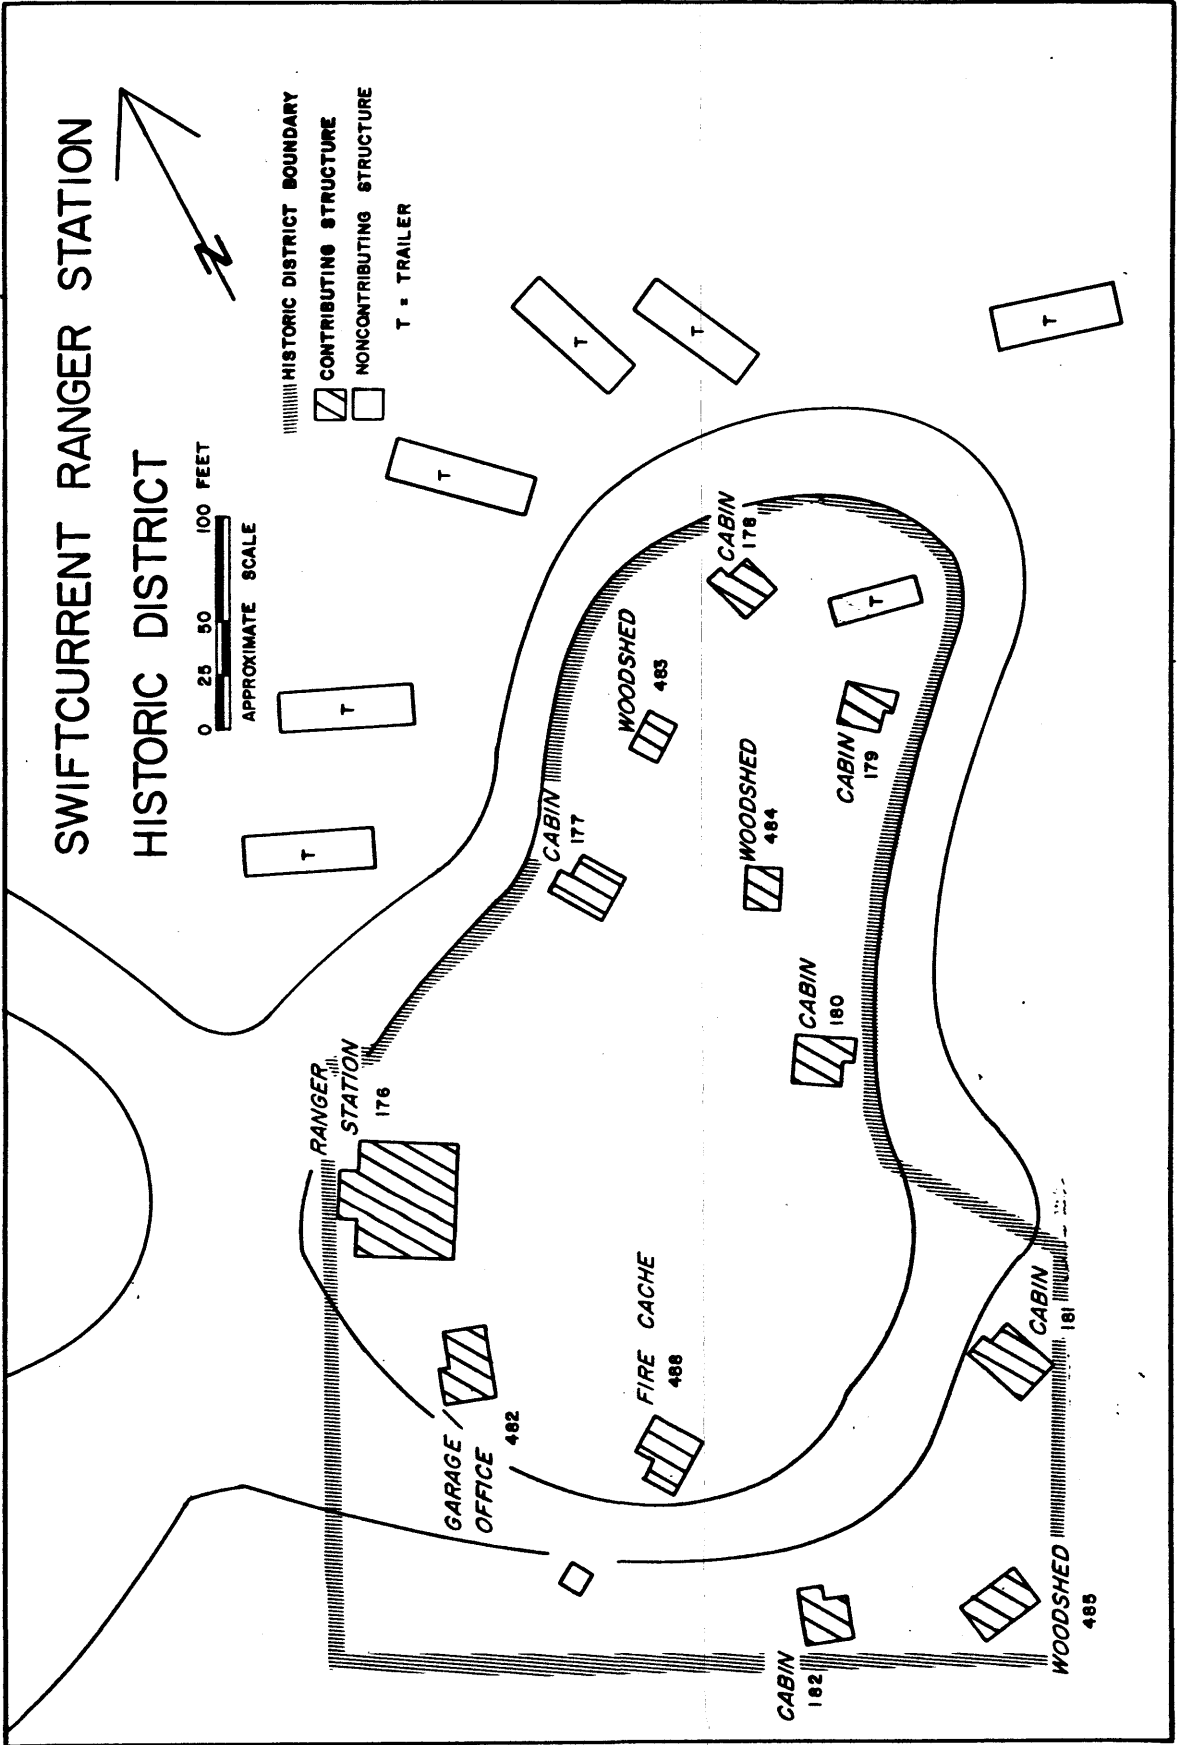 SWIFTCURRENT RANGER STATION
HISTORIC DISTRICT
0 25 50 100 FEET
APPROXIMATE SCALE
HISTORIC DISTRICT BOUNDARY
CONTRIBUTING STRUCTURE
NONCONTRIBUTING STRUCTURE
T = TRAILER
N
T
T
T
T
T
T
T
RANGER
STATION
176
GARAGE /
OFFICE
482
CABIN
177
WOODSHED
483
CABIN
178
WOODSHED
484
CABIN
179
CABIN
180
FIRE CACHE
488
CABIN
181
CABIN
182
WOODSHED
485